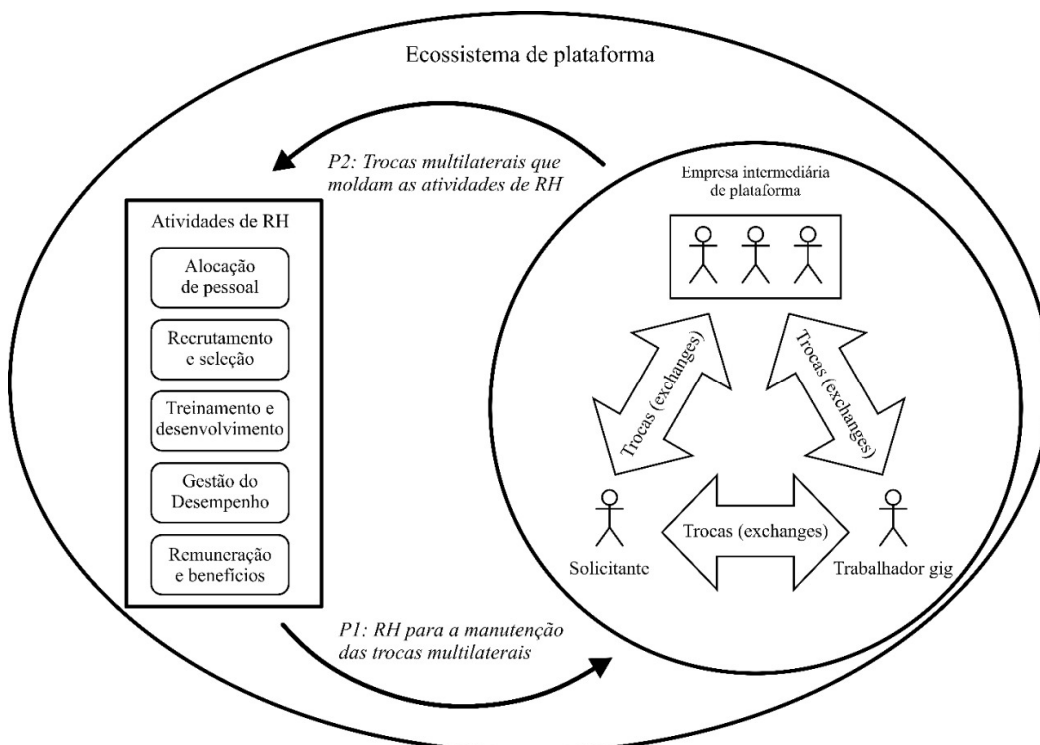 Ecossistema de plataforma
P2: Trocas multilaterais que
moldam as atividades de RH
Empresa intermediária
de plataforma
Atividades de RH
Alocação
de pessoal
Recrutamento
e seleção
Treinamento e
desenvolvimento
Gestão do
Desempenho
Remuneração
e benefícios
Trocas (exchanges)
Trocas (exchanges)
Trocas (exchanges)
Solicitante
Trabalhador gig
P1: RH para a manutenção
das trocas multilaterais